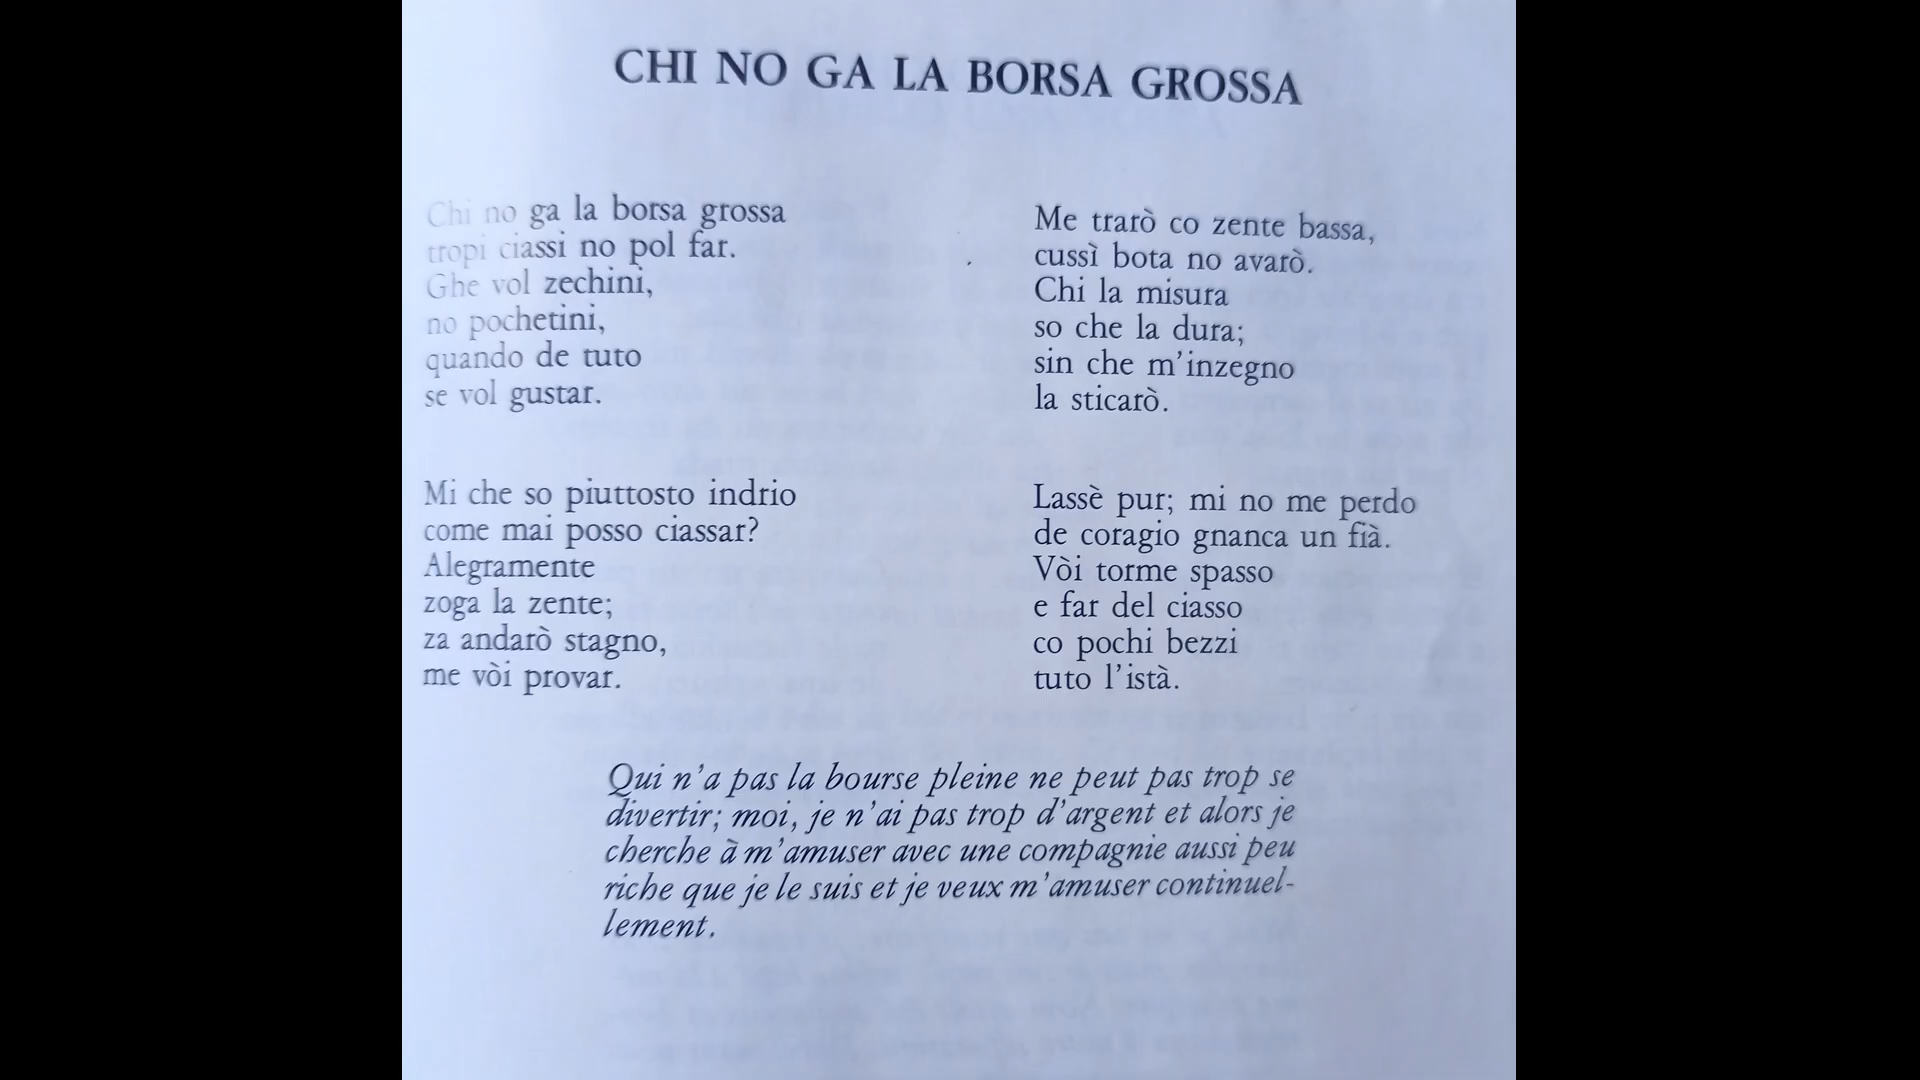 CHI NO GA LA BORSA GROSSA
Chi no ga la borsa grossa
tropi ciassi no pol far.
Ghe vol zechini,
no pochetini,
quando de tuto
se vol gustar.
Mi che so piuttosto indrio
come mai posso ciassar?
Alegramente
zoga la zente;
za andarò stagno,
me vòi provar.
Me trarò co zente bassa,
cussì bota no avarò.
Chi la misura
so che la dura;
sin che m'inzegno
la sticarò.
Lassè pur; mi no me perdo
de coragio gnanca un fià.
Vòi torme spasso
e far del ciasso
co pochi bezzi
tuto l'istà.
Qui n'a pas la bourse pleine ne peut pas trop se
divertir; moi, je n'ai pas trop d'argent et alors je
cherche à m'amuser avec une compagnie aussi peu
riche que je le suis et je veux m'amuser continuel-
lement.